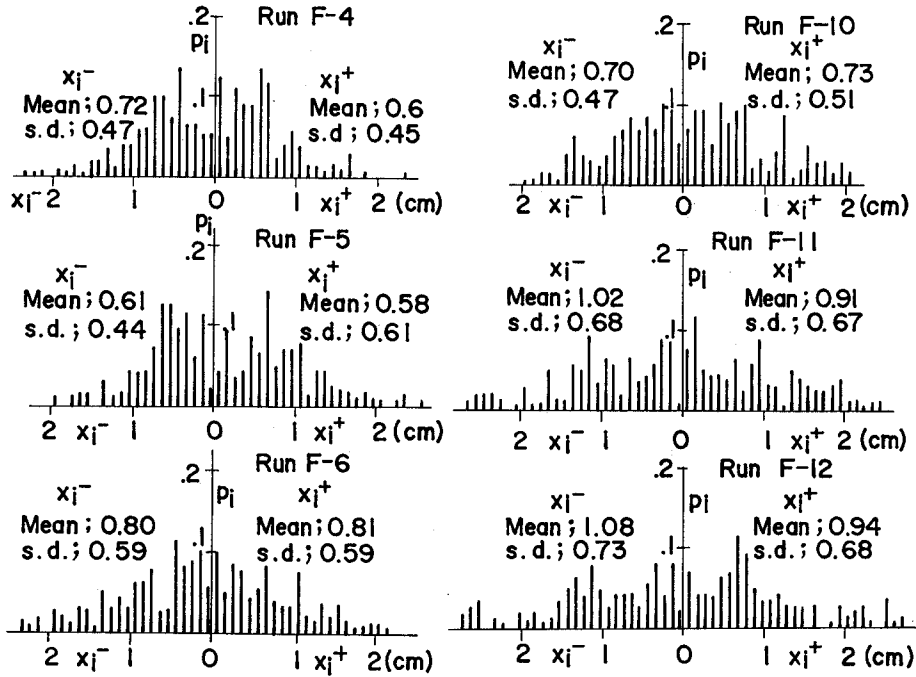 .2
Run F-4
pi
xi⁻
xi⁺
Mean; 0.72
s.d.; 0.47
.1
Mean; 0.6
s.d.; 0.45
xi⁻ 2 1 0 1 xi⁺ 2 (cm)
.2
Run F-10
pi
xi⁻
xi⁺
Mean; 0.70
s.d.; 0.47
.1
Mean; 0.73
s.d.; 0.51
2 xi⁻ 1 0 1 xi⁺ 2 (cm)
pi
.2
Run F-5
xi⁻
xi⁺
Mean; 0.61
s.d.; 0.44
.1
Mean; 0.58
s.d.; 0.61
2 xi⁻ 1 0 1 xi⁺ 2 (cm)
.2
Run F-11
pi
xi⁻
xi⁺
Mean; 1.02
s.d.; 0.68
.1
Mean; 0.91
s.d.; 0.67
2 xi⁻ 1 0 1 xi⁺ 2 (cm)
.2
Run F-6
pi
xi⁻
xi⁺
Mean; 0.80
s.d.; 0.59
.1
Mean; 0.81
s.d.; 0.59
2 xi⁻ 1 0 1 xi⁺ 2 (cm)
.2
Run F-12
pi
xi⁻
xi⁺
Mean; 1.08
s.d.; 0.73
.1
Mean; 0.94
s.d.; 0.68
2 xi⁻ 1 0 1 xi⁺ 2 (cm)